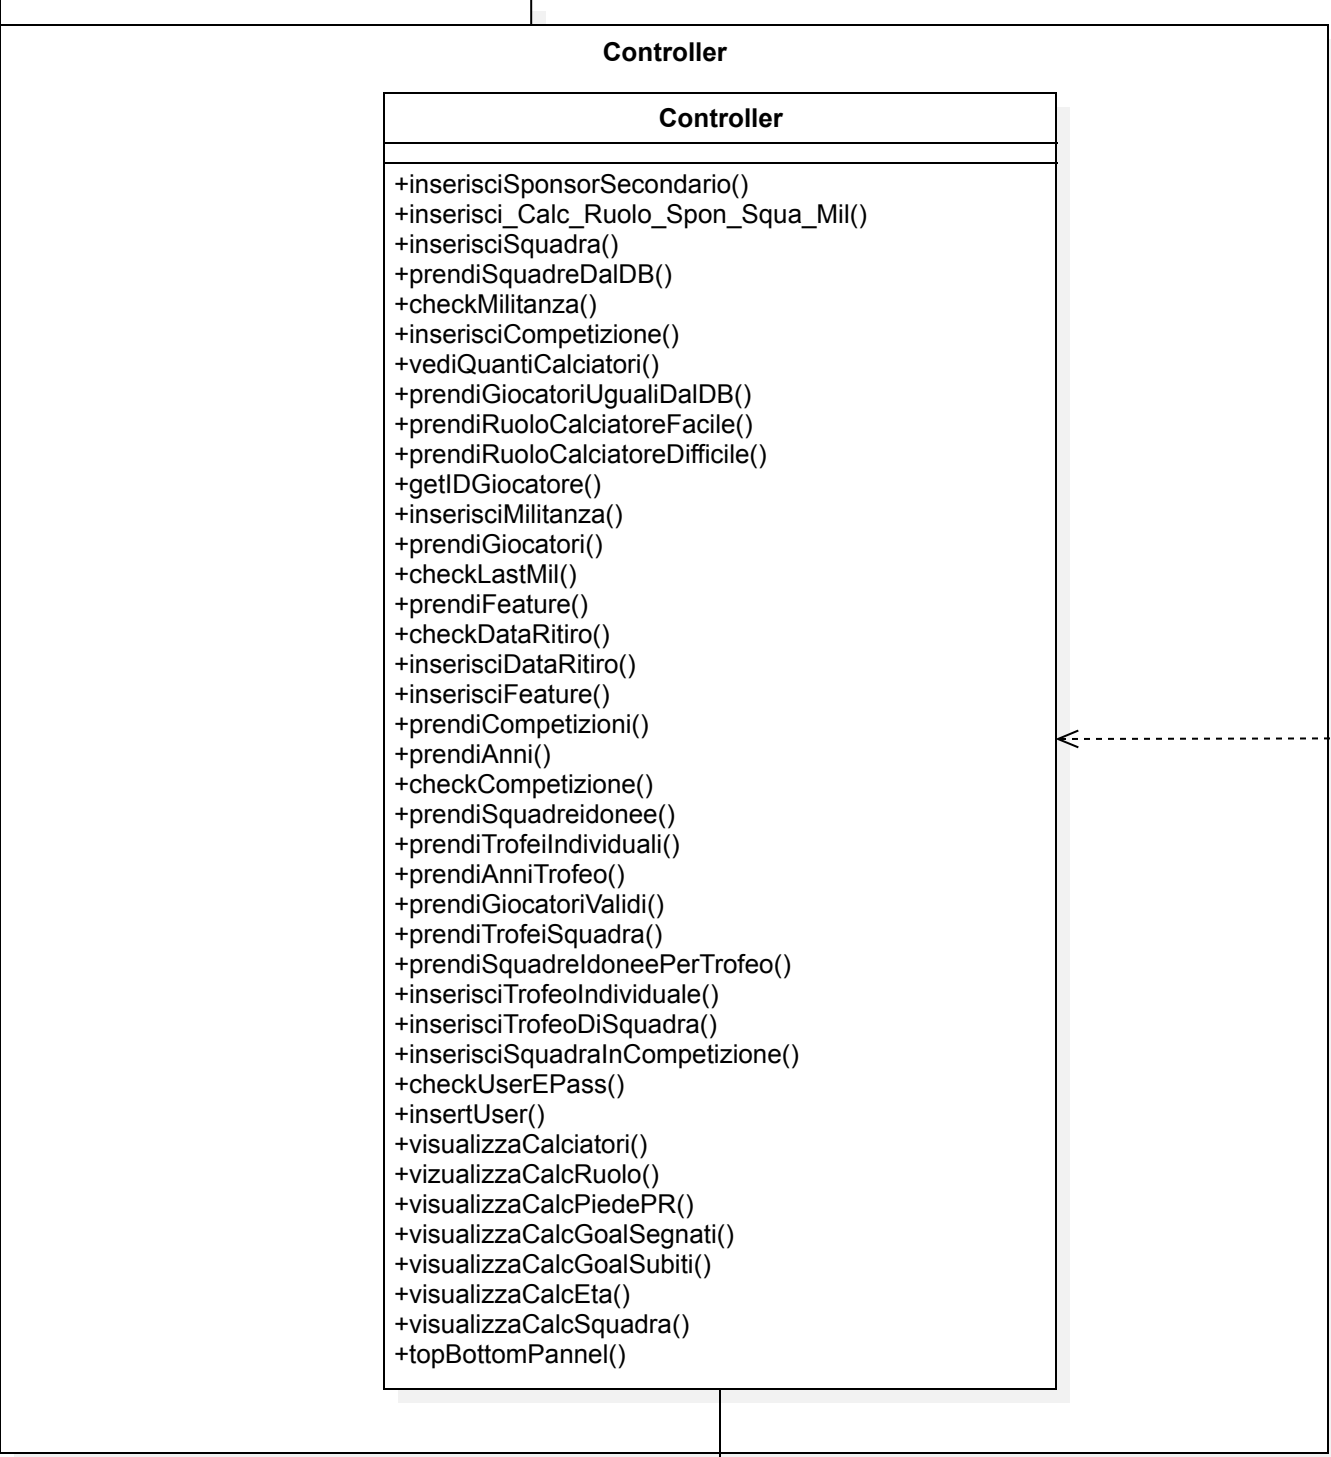 Controller
Controller
+inserisciSponsorSecondario()
+inserisci_Calc_Ruolo_Spon_Squa_Mil()
+inserisciSquadra()
+prendiSquadreDalDB()
+checkMilitanza()
+inserisciCompetizione()
+vediQuantiCalciatori()
+prendiGiocatoriUgualiDalDB()
+prendiRuoloCalciatoreFacile()
+prendiRuoloCalciatoreDifficile()
+getIDGiocatore()
+inserisciMilitanza()
+prendiGiocatori()
+checkLastMil()
+prendiFeature()
+checkDataRitiro()
+inserisciDataRitiro()
+inserisciFeature()
+prendiCompetizioni()
+prendiAnni()
+checkCompetizione()
+prendiSquadreidonee()
+prendiTrofeiIndividuali()
+prendiAnniTrofeo()
+prendiGiocatoriValidi()
+prendiTrofeiSquadra()
+prendiSquadreIdoneePerTrofeo()
+inserisciTrofeoIndividuale()
+inserisciTrofeoDiSquadra()
+inserisciSquadraInCompetizione()
+checkUserEPass()
+insertUser()
+visualizzaCalciatori()
+vizualizzaCalcRuolo()
+visualizzaCalcPiedePR()
+visualizzaCalcGoalSegnati()
+visualizzaCalcGoalSubiti()
+visualizzaCalcEta()
+visualizzaCalcSquadra()
+topBottomPannel()